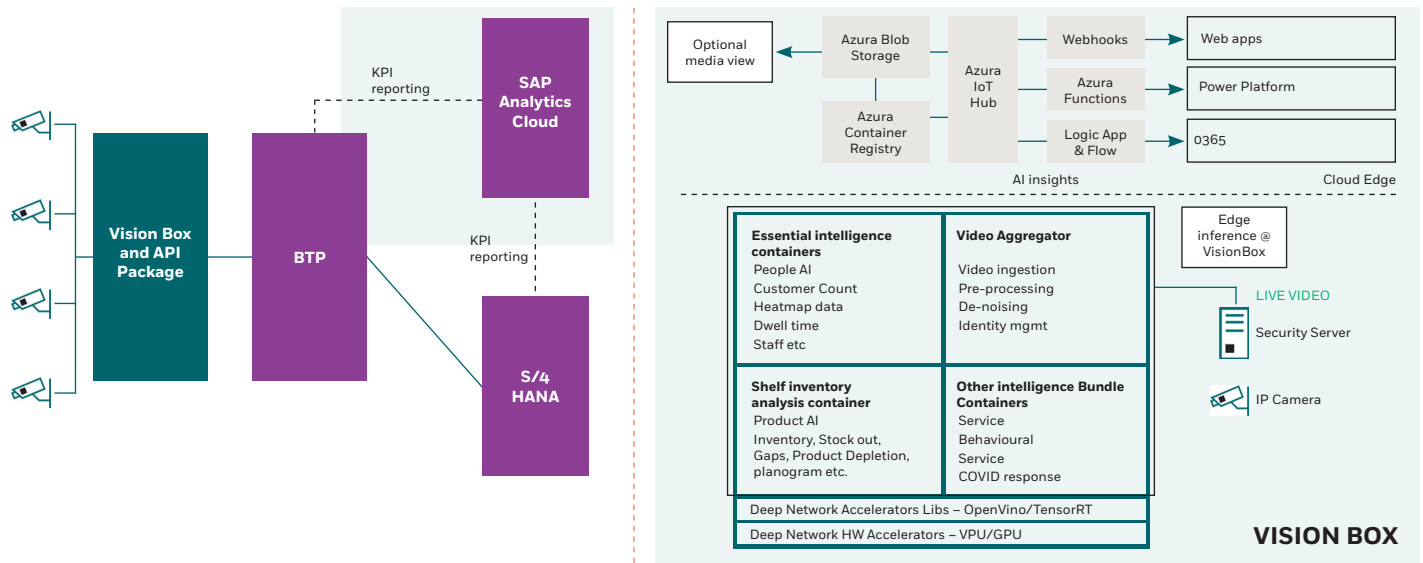 KPI
reporting
SAP
Analytics
Cloud
Vision Box
and API
Package
BTP
KPI
reporting
S/4
HANA
Optional
media view
Azura Blob
Storage
Azura
Container
Registry
Azura
IoT
Hub
Webhooks
Azura
Functions
Logic App
& Flow
Web apps
Power Platform
0365
AI insights
Cloud Edge
Essential intelligence
containers
People AI
Customer Count
Heatmap data
Dwell time
Staff etc
Video Aggregator
Video ingestion
Pre-processing
De-noising
Identity mgmt
Shelf inventory
analysis container
Product AI
Inventory, Stock out,
Gaps, Product Depletion,
planogram etc.
Other intelligence Bundle
Containers
Service
Behavioural
Service
COVID response
Deep Network Accelerators Libs – OpenVino/TensorRT
Deep Network HW Accelerators – VPU/GPU
Edge
inference @
VisionBox
LIVE VIDEO
Security Server
IP Camera
VISION BOX